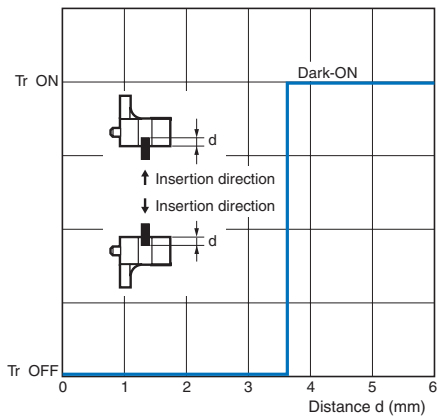 Dark-ON
Tr ON
d
Insertion direction
Insertion direction
d
Tr OFF
0 1 2 3 4 5 6
Distance d (mm)